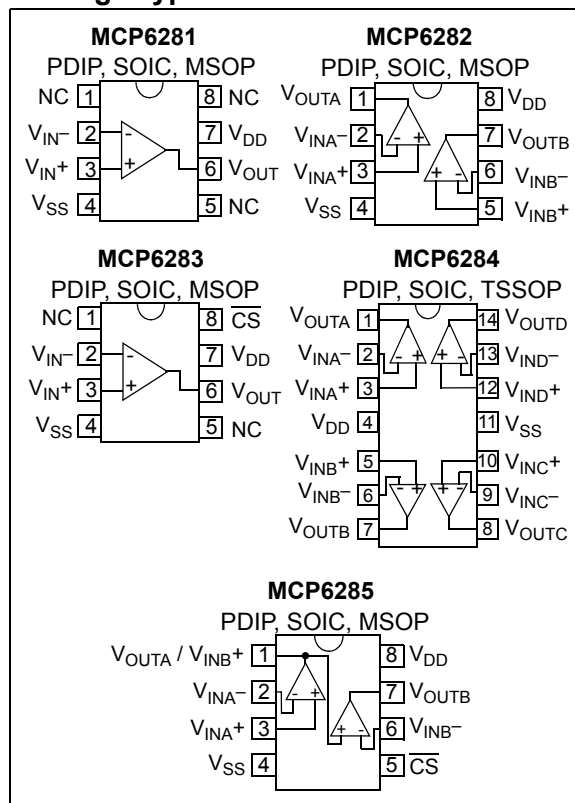 MCP6281
PDIP, SOIC, MSOP
NC 1
8 NC
VIN– 2
7 VDD
VIN+ 3
6 VOUT
VSS 4
5 NC
- +
MCP6282
PDIP, SOIC, MSOP
VOUTA 1
8 VDD
VINA– 2
7 VOUTB
VINA+ 3
6 VINB–
VSS 4
5 VINB+
- +
+ -
MCP6283
PDIP, SOIC, MSOP
NC 1
8 CS
VIN– 2
7 VDD
VIN+ 3
6 VOUT
VSS 4
5 NC
- +
MCP6284
PDIP, SOIC, TSSOP
VOUTA 1
14 VOUTD
VINA– 2
13 VIND–
VINA+ 3
12 VIND+
VDD 4
11 VSS
VINB+ 5
10 VINC+
VINB– 6
9 VINC–
VOUTB 7
8 VOUTC
- +
+ -
- +
+ -
MCP6285
PDIP, SOIC, MSOP
VOUTA / VINB+ 1
8 VDD
VINA– 2
7 VOUTB
VINA+ 3
6 VINB–
VSS 4
5 CS
- +
+ -